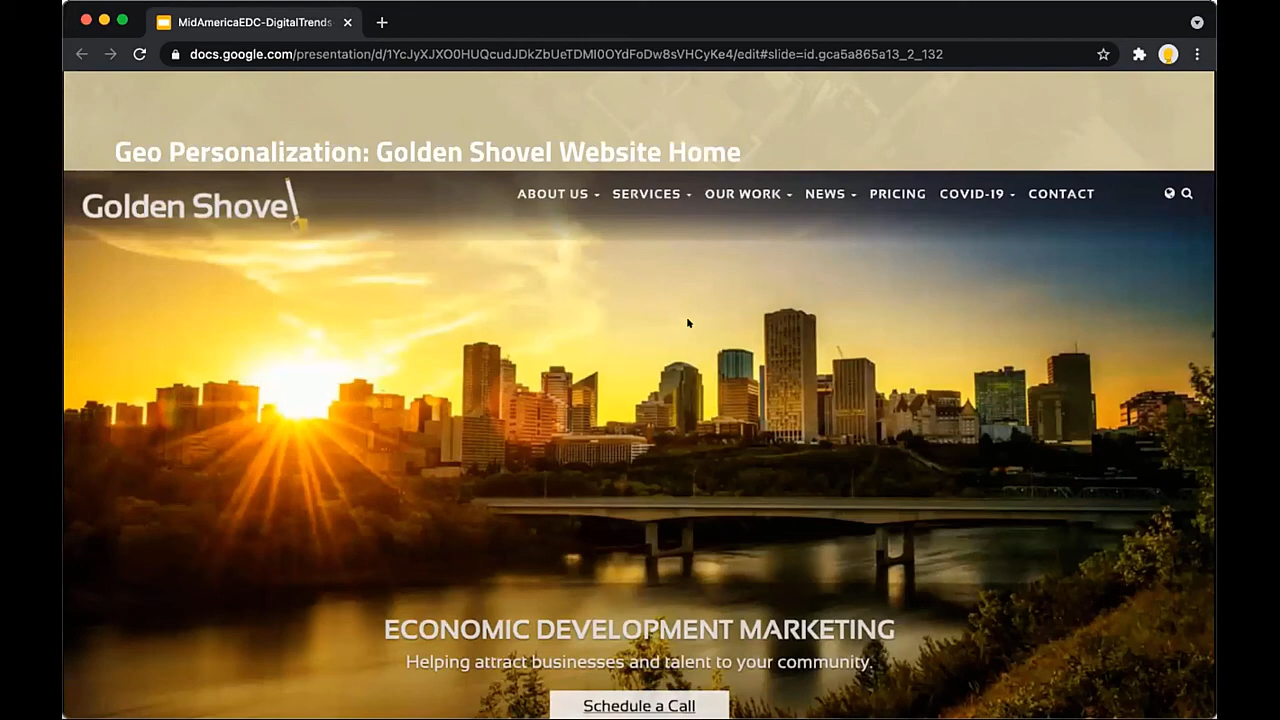 MidAmericaEDC-DigitalTrends
docs.google.com/presentation/d/1YcJyXJXO0HUQcudJDkZbUeTDMI0OYdFoDw8sVHCyKe4/edit#slide=id.gca5a865a13_2_132
Geo Personalization: Golden Shovel Website Home
Golden Shovel
ABOUT US SERVICES OUR WORK NEWS PRICING COVID-19 CONTACT
ECONOMIC DEVELOPMENT MARKETING
Helping attract businesses and talent to your community.
Schedule a Call